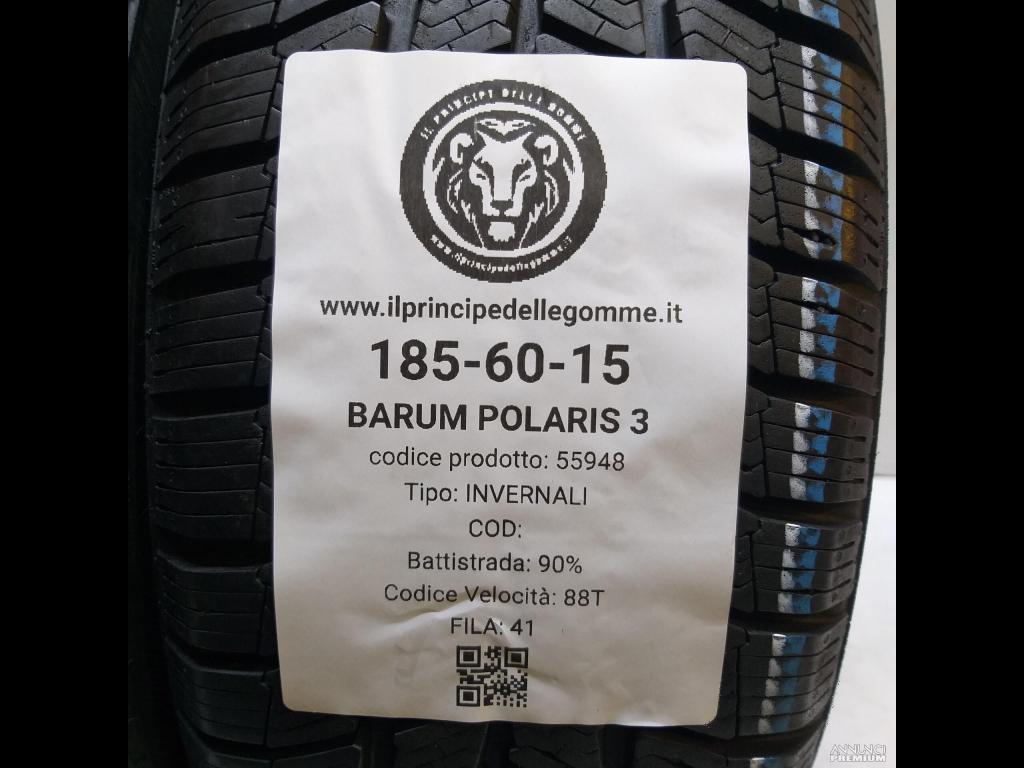 IL PRINCIPE DELLE GOMME
www.ilprincipedellegomme.it
www.ilprincipedellegomme.it
185-60-15
BARUM POLARIS 3
codice prodotto: 55948
Tipo: INVERNALI
COD:
Battistrada: 90%
Codice Velocità: 88T
FILA: 41
ANNUNCI
PREMIUM